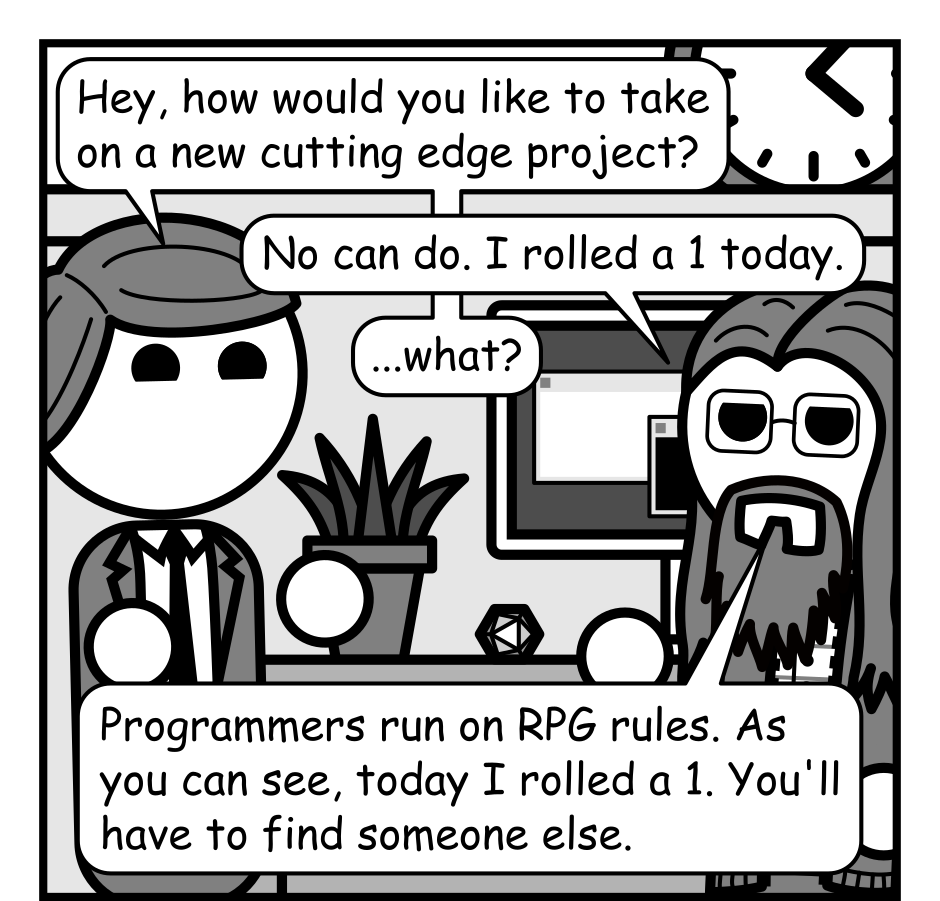 Hey, how would you like to take
on a new cutting edge project?
No can do. I rolled a 1 today.
...what?
Programmers run on RPG rules. As
you can see, today I rolled a 1. You'll
have to find someone else.